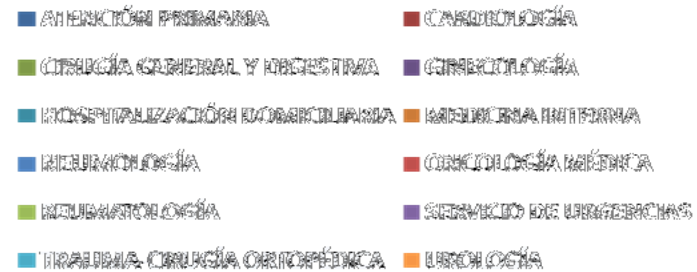 ATENCIÓN PRIMARIA
CARDIOLOGÍA
CIRUGÍA GENERAL Y DIGESTIVA
GINECOLOGÍA
HOSPITALIZACIÓN DOMICILIARIA
MEDICINA INTERNA
NEUMOLOGÍA
ONCOLOGÍA MÉDICA
REUMATOLOGÍA
SERVICIO DE URGENCIAS
TRAUMA. CIRUGÍA ORTOPÉDICA
UROLOGÍA